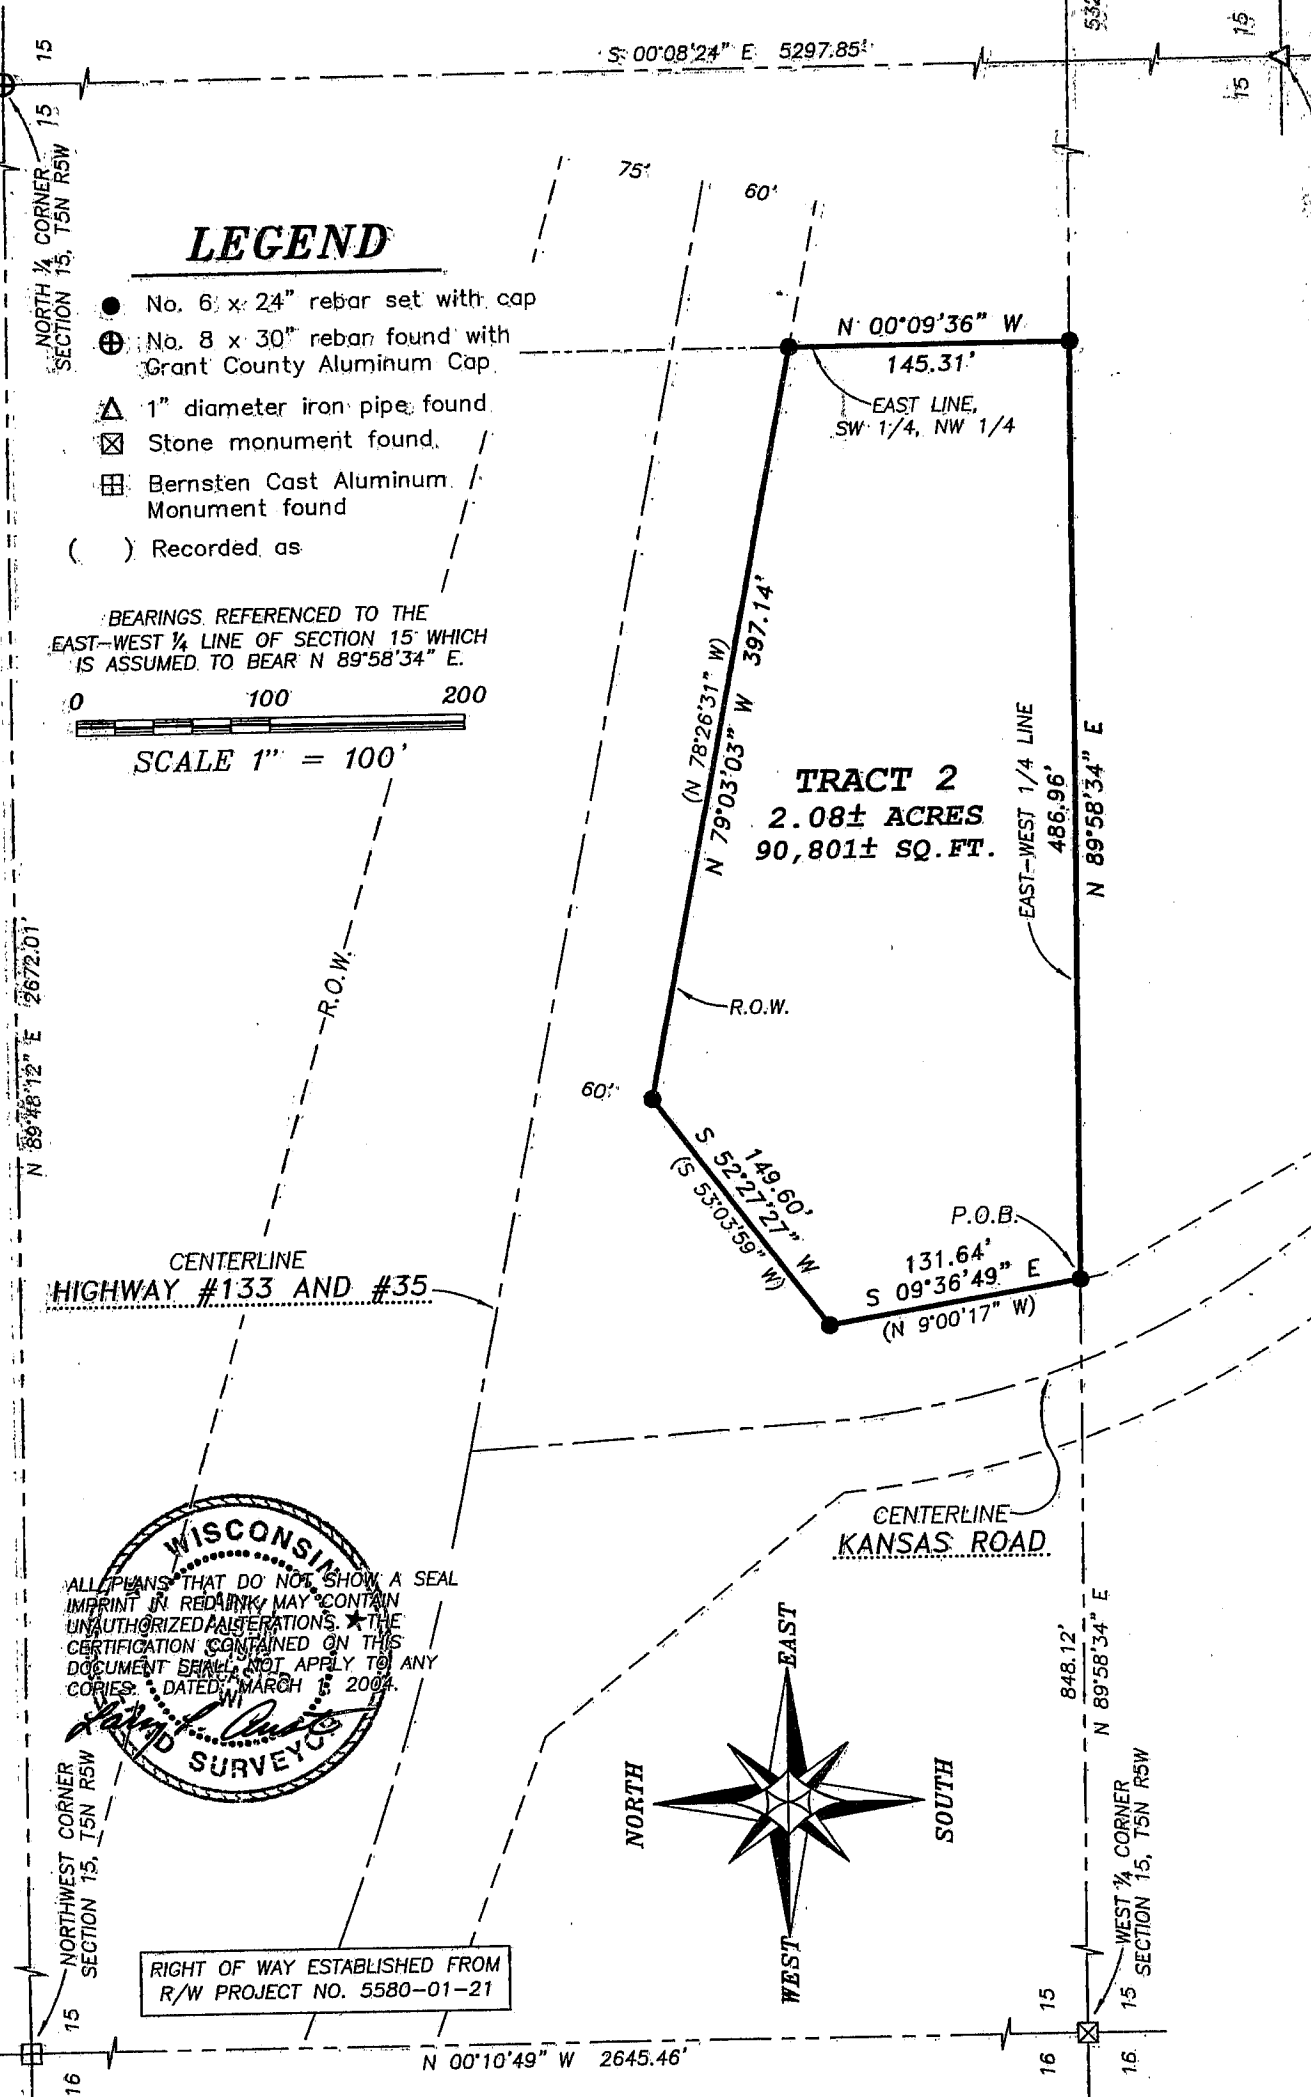 S 00°08'24" E 5297.85'
532
15
15
15
15
NORTH ¼ CORNER
SECTION 15, T5N R5W
75'
60'
LEGEND
No. 6 x 24" rebar set with cap
No. 8 x 30" rebar found with
Grant County Aluminum Cap
1" diameter iron pipe found
Stone monument found
Bernsten Cast Aluminum
Monument found
( ) Recorded as
BEARINGS REFERENCED TO THE
EAST-WEST ¼ LINE OF SECTION 15 WHICH
IS ASSUMED TO BEAR N 89°58'34" E.
0 100 200
SCALE 1" = 100'
N 00°09'36" W
145.31'
EAST LINE,
SW 1/4, NW 1/4
(N 78°26'31" W)
N 79°03'03" W 397.14'
TRACT 2
2.08± ACRES
90,801± SQ.FT.
EAST-WEST 1/4 LINE
486.96'
N 89°58'34" E
R.O.W.
R.O.W.
N 89°48'12" E 2672.01'
60'
149.60'
S 52°27'27" W
(S 53°03'59" W)
P.O.B.
131.64'
S 09°36'49" E
(N 9°00'17" W)
CENTERLINE
HIGHWAY #133 AND #35
CENTERLINE
KANSAS ROAD
WISCONSIN
ALL PLANS THAT DO NOT SHOW A SEAL
IMPRINT IN RED INK MAY CONTAIN
UNAUTHORIZED ALTERATIONS. THE
CERTIFICATION CONTAINED ON THIS
DOCUMENT SHALL NOT APPLY TO ANY
COPIES. DATED MARCH 1, 2004.
WI
SURVEYOR
848.12'
N 89°58'34" E
EAST
NORTH
SOUTH
WEST
NORTHWEST CORNER
SECTION 15, T5N R5W
WEST ¼ CORNER
SECTION 15, T5N R5W
RIGHT OF WAY ESTABLISHED FROM
R/W PROJECT NO. 5580-01-21
15
16
15
15
16
16
N 00°10'49" W 2645.46'